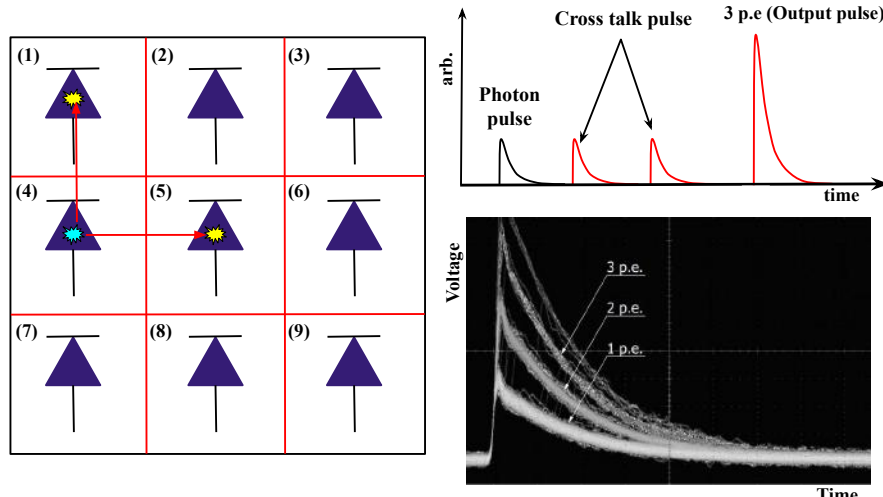 (1)
(2)
(3)
(4)
(5)
(6)
(7)
(8)
(9)
Cross talk pulse
3 p.e (Output pulse)
arb.
Photon
pulse
time
Voltage
3 p.e.
2 p.e.
1 p.e.
Time